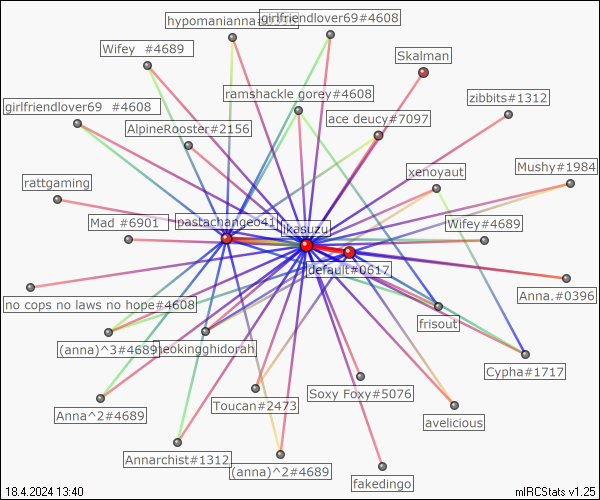 hypomanianna
girlfriendlover69#4608
Wifey  #4689
Skalman
ramshackle gorey#4608
zibbits#1312
girlfriendlover69  #4608
ace deucy#7097
AlpineRooster#2156
Mushy#1984
xenoyaut
rattgaming
Mad #6901
pastachange041
ikasuzu
Wifey#4689
default#0617
Anna.#0396
no cops no laws no hope#4608
frisout
(anna)^3#4689
Cypha#1717
Soxy Foxy#5076
Toucan#2473
Anna^2#4689
avelicious
Annarchist#1312
(anna)^2#4689
fakedingo
18.4.2024 13:40
mIRCStats v1.25